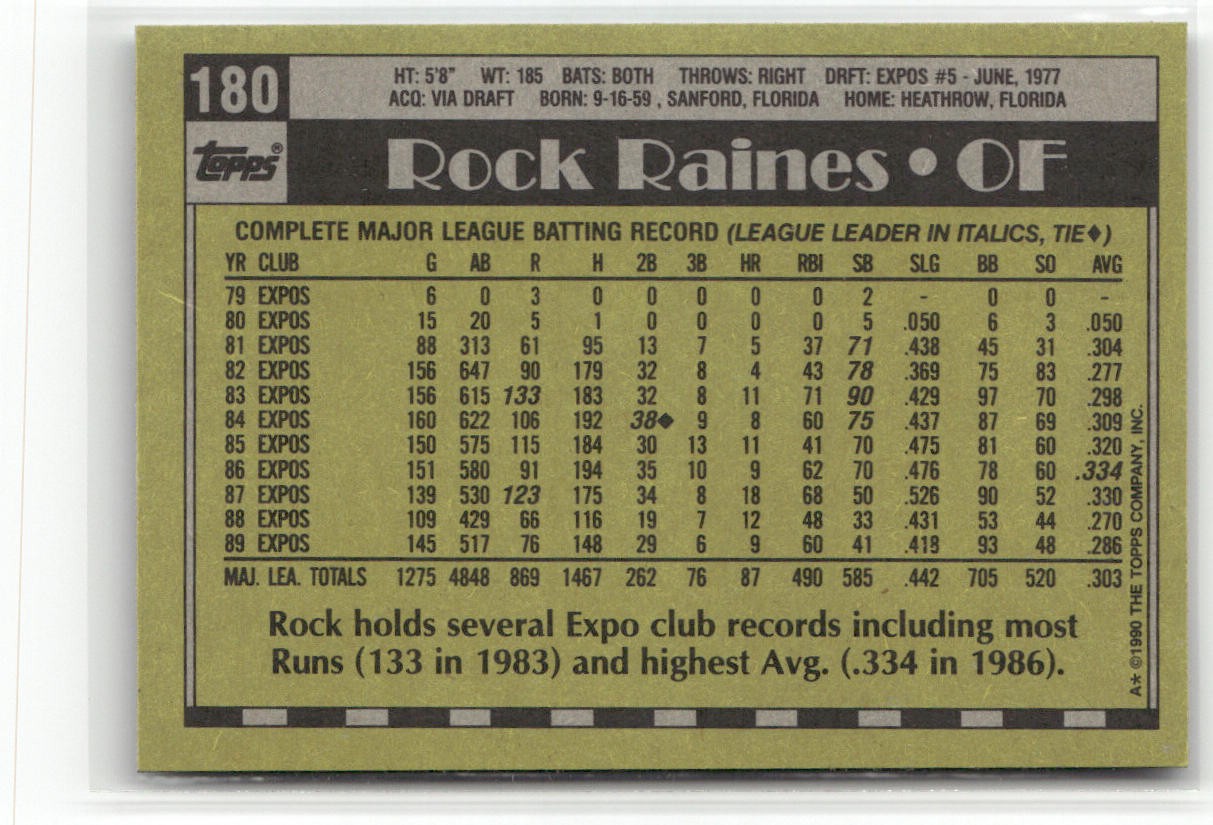 180
HT: 5'8" WT: 185 BATS: BOTH THROWS: RIGHT DRFT: EXPOS #5 - JUNE, 1977
ACQ: VIA DRAFT BORN: 9-16-59 , SANFORD, FLORIDA HOME: HEATHROW, FLORIDA
topps®
Rock Raines • OF
COMPLETE MAJOR LEAGUE BATTING RECORD (LEAGUE LEADER IN ITALICS, TIE♦)
YR CLUB G AB R H 2B 3B HR RBI SB SLG BB SO AVG
79 EXPOS 6 0 3 0 0 0 0 0 2 - 0 0 -
80 EXPOS 15 20 5 1 0 0 0 0 5 .050 6 3 .050
81 EXPOS 88 313 61 95 13 7 5 37 71 .438 45 31 .304
82 EXPOS 156 647 90 179 32 8 4 43 78 .369 75 83 .277
83 EXPOS 156 615 133 183 32 8 11 71 90 .429 97 70 .298
84 EXPOS 160 622 106 192 38♦ 9 8 60 75 .437 87 69 .309
85 EXPOS 150 575 115 184 30 13 11 41 70 .475 81 60 .320
86 EXPOS 151 580 91 194 35 10 9 62 70 .476 78 60 .334
87 EXPOS 139 530 123 175 34 8 18 68 50 .526 90 52 .330
88 EXPOS 109 429 66 116 19 7 12 48 33 .431 53 44 .270
89 EXPOS 145 517 76 148 29 6 9 60 41 .418 93 48 .286
MAJ. LEA. TOTALS 1275 4848 869 1467 262 76 87 490 585 .442 705 520 .303
Rock holds several Expo club records including most
Runs (133 in 1983) and highest Avg. (.334 in 1986).
A* ©1990 THE TOPPS COMPANY, INC.